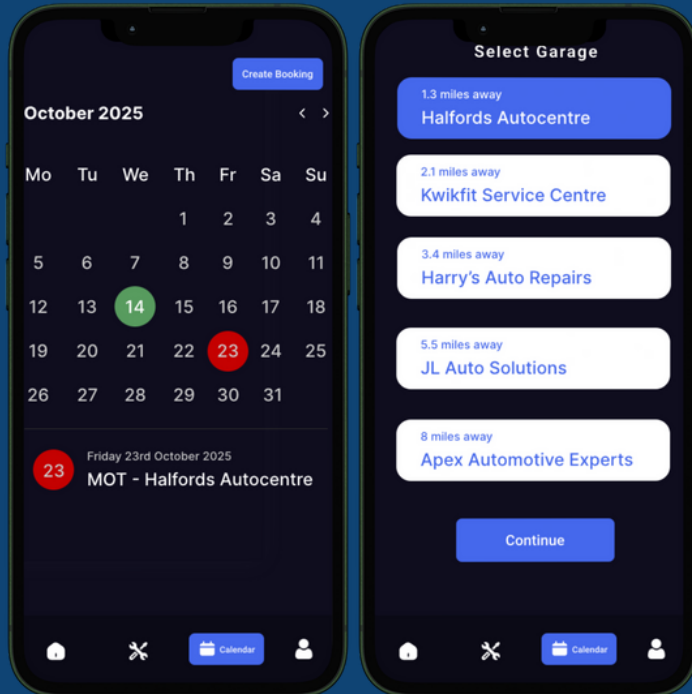 Create Booking
October 2025 < >
Mo Tu We Th Fr Sa Su
1 2 3 4
5 6 7 8 9 10 11
12 13 14 15 16 17 18
19 20 21 22 23 24 25
26 27 28 29 30 31
Friday 23rd October 2025
23 MOT - Halfords Autocentre
Calendar
Select Garage
1.3 miles away
Halfords Autocentre
2.1 miles away
Kwikfit Service Centre
3.4 miles away
Harry's Auto Repairs
5.5 miles away
JL Auto Solutions
8 miles away
Apex Automotive Experts
Continue
Calendar